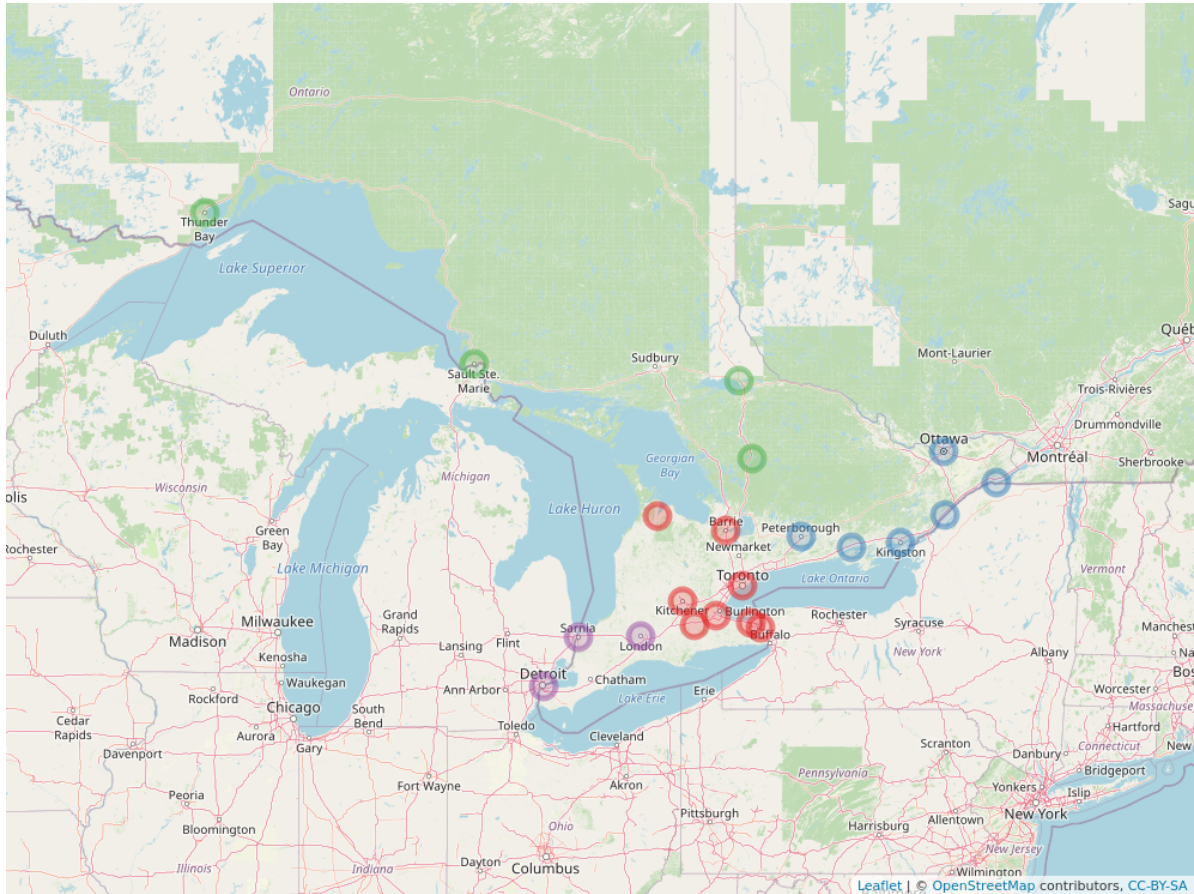 Ontario
Thunder
Bay
Lake Superior
Duluth
Sault Ste.
Marie
Sudbury
Mont-Laurier
Trois-Rivières
Drummondville
Sherbrooke
Montréal
Ottawa
Georgian
Bay
Michigan
Wisconsin
Green
Bay
Lake Huron
Lake Michigan
Barrie
Newmarket
Peterborough
Kingston
Toronto
Lake Ontario
Kitchener
Burlington
Buffalo
Rochester
Syracuse
New York
Vermont
Rochester
Madison
Milwaukee
Kenosha
Waukegan
Rockford
Chicago
Aurora
Gary
South
Bend
Grand
Rapids
Lansing
Flint
Sarnia
London
Detroit
Ann Arbor
Chatham
Lake Erie
Erie
Toledo
Cleveland
Akron
Albany
Worcester
Massachuse
Hartford
Connecticut
Danbury
Bridgeport
Scranton
Yonkers
Islip
New York
Allentown
Pennsylvania
Pittsburgh
Harrisburg
New Jersey
Wilmington
Cedar
Rapids
Davenport
Peoria
Bloomington
Illinois
Indiana
Fort Wayne
Ohio
Dayton
Columbus
Leaflet | © OpenStreetMap contributors, CC-BY-SA